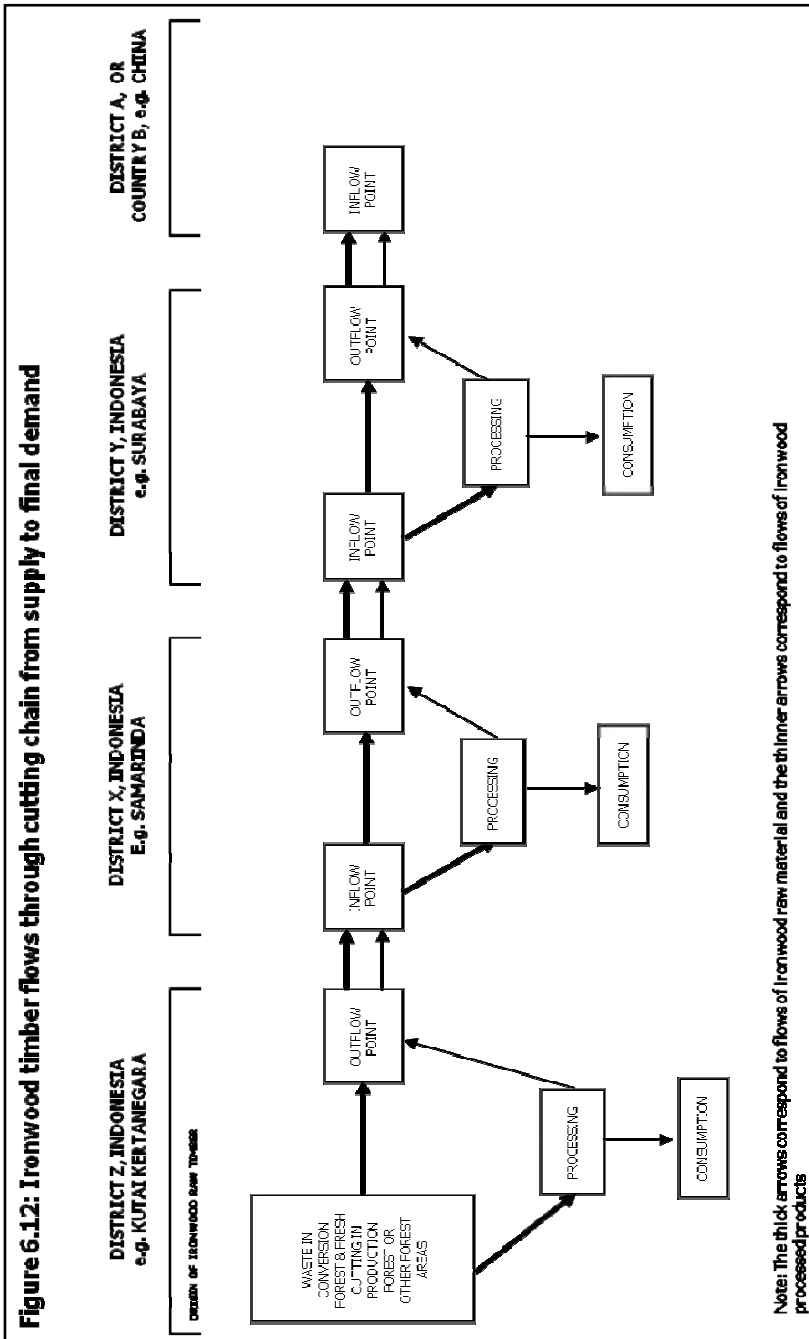 Figure 6.12: Ironwood timber flows through cutting chain from supply to final demand
DISTRICT Z, INDONESIA
e.g. KUTAI KERTANEGARA
DISTRICT X, INDONESIA
E.g. SAMARINDA
DISTRICT Y, INDONESIA
e.g. SURABAYA
DISTRICT A, OR
COUNTRY B, e.g. CHINA
ORIGIN OF IRONWOOD RAW TIMBER
WASTE IN
CONVERSION
FOREST & FRESH
CUTTING IN
PRODUCTION
FOREST OR
OTHER FOREST
AREAS
OUTFLOW
POINT
INFLOW
POINT
OUTFLOW
POINT
INFLOW
POINT
OUTFLOW
POINT
INFLOW
POINT
PROCESSING
PROCESSING
PROCESSING
CONSUMPTION
CONSUMPTION
CONSUMPTION
Note: The thick arrows correspond to flows of Ironwood raw material and the thinner arrows correspond to flows of Ironwood
processed products